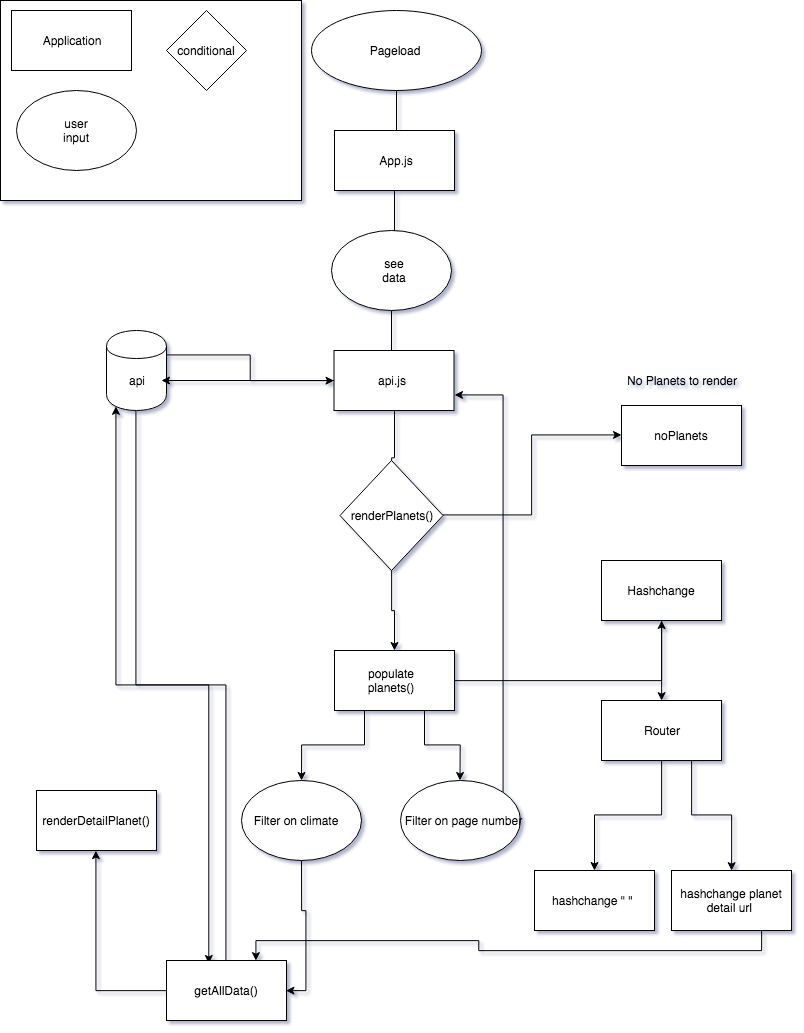 Application
conditional
user
input
Pageload
App.js
see
data
api
api.js
No Planets to render
noPlanets
renderPlanets()
Hashchange
populate
planets()
Router
renderDetailPlanet()
Filter on climate
Filter on page number
hashchange " "
hashchange planet
detail url
getAllData()